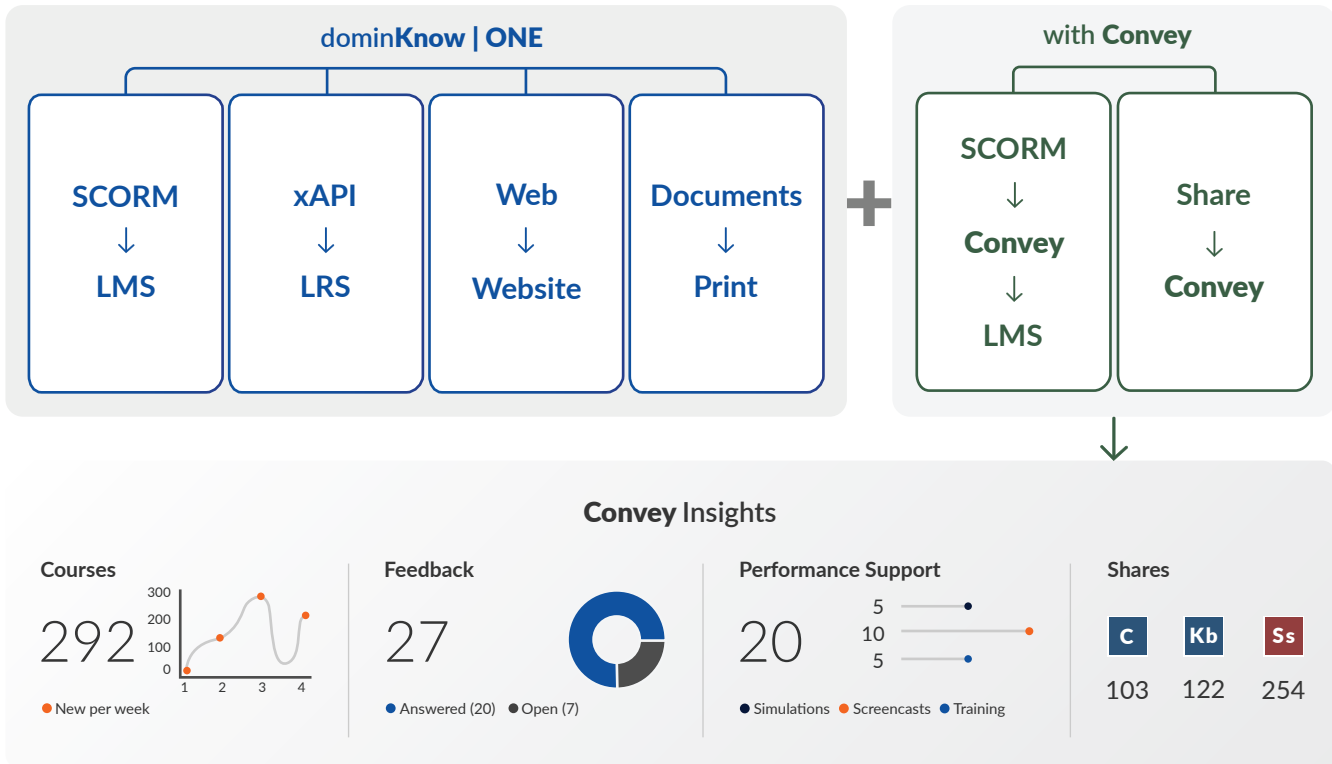 dominKnow | ONE
SCORM
↓
LMS
xAPI
↓
LRS
Web
↓
Website
Documents
↓
Print
+
with Convey
SCORM
↓
Convey
↓
LMS
Share
↓
Convey
Convey Insights
Courses
292
300
200
100
0
1 2 3 4
New per week
Feedback
27
Answered (20) Open (7)
Performance Support
20
5
10
5
Simulations Screencasts Training
Shares
C Kb Ss
103 122 254